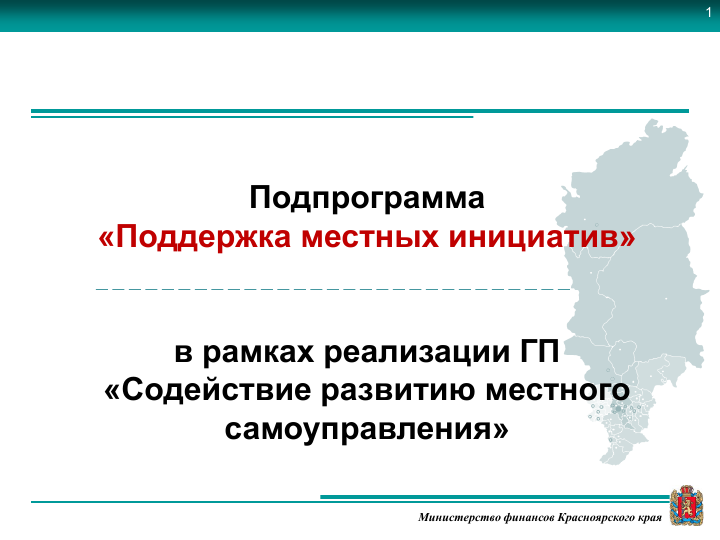 1
Подпрограмма
«Поддержка местных инициатив»
в рамках реализации ГП
«Содействие развитию местного
самоуправления»
Министерство финансов Красноярского края